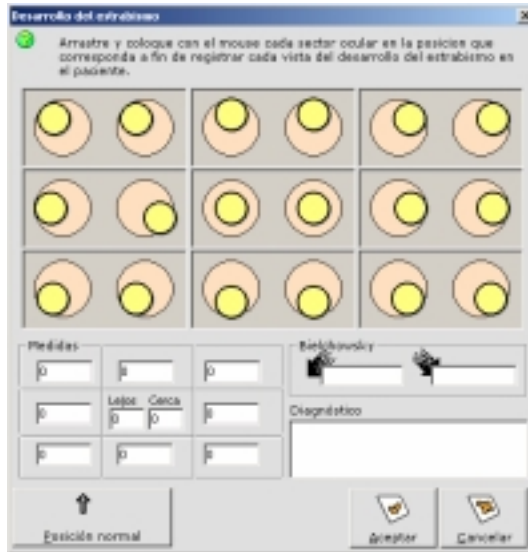 Desarrollo del estrabismo
Arrastre y coloque con el mouse cada sector ocular en la posicion que
corresponda a fin de registrar cada vista del desarrollo del estrabismo en
el paciente.
Medidas
Bielchowsky
0 0 0
Lejos Cerca
0 0 0 0
Diagnóstico
0 0 0
Posición normal
Aceptar
Cancelar